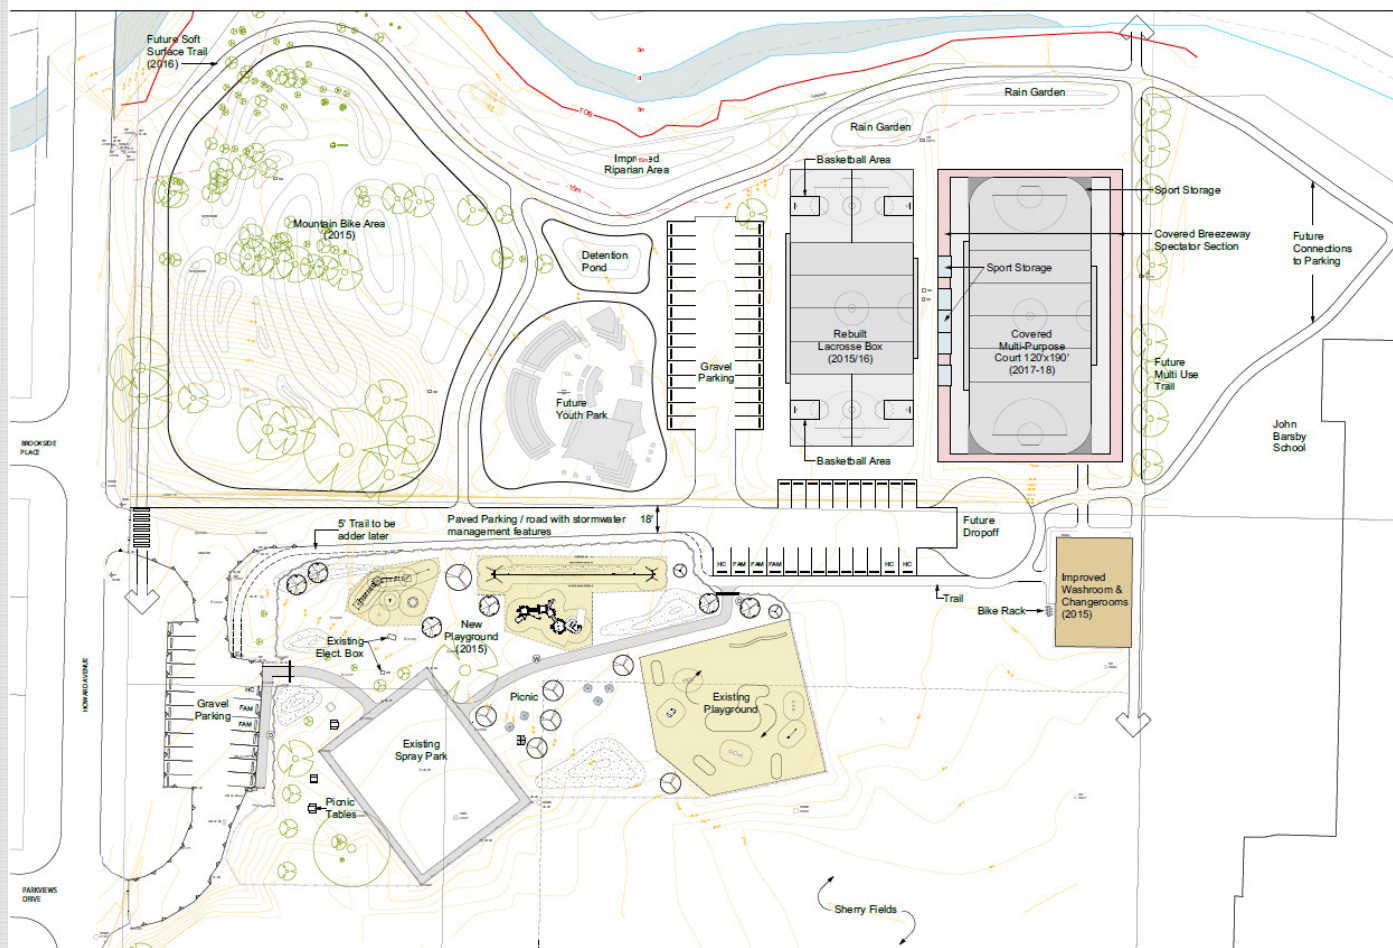 Future Soft
Surface Trail
(2016)
TOB
5m
5m
15m
15m
Rain Garden
Rain Garden
Improved
Riparian Area
Basketball Area
Sport Storage
Mountain Bike Area
(2015)
Covered Breezeway
Spectator Section
Future
Connections
to Parking
Detention
Pond
Sport Storage
Rebuilt
Lacrosse Box
(2015/16)
Covered
Multi-Purpose
Court 120'x190'
(2017-18)
Gravel
Parking
Future
Multi Use
Trail
Future
Youth Park
John
Barsby
School
BROOKSIDE
PLACE
Basketball Area
5' Trail to be
adder later
Paved Parking / road with stormwater
management features
18'
Future
Dropoff
HC FAM FAM FAM HC HC
Improved
Washroom &
Changerooms
(2015)
Trail
Bike Rack
New
Playground
(2015)
Existing
Elect. Box
W
HOWARD AVENUE
HC
FAM
FAM
Gravel
Parking
Picnic
Existing
Playground
Existing
Spray Park
Picnic
Tables
PARKVIEWS
DRIVE
Sherry Fields